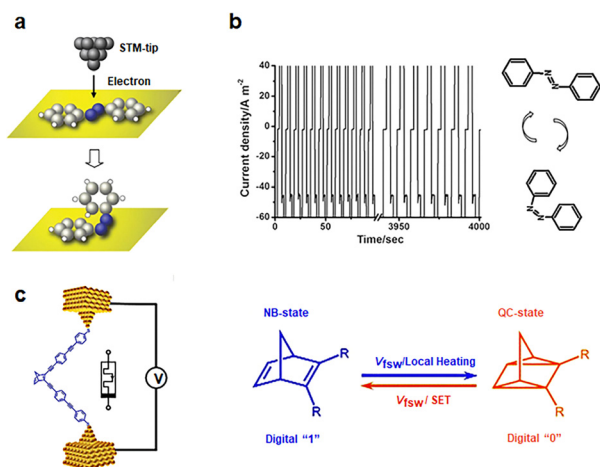 a
STM-tip
Electron
b
Current density/A m⁻²
40
20
0
-20
-40
-60
0
50
3950
4000
Time/sec
N
N
N
N
c
V
NB-state
R
R
Digital "1"
Vfsw/Local Heating
Vfsw / SET
QC-state
R
R
Digital "0"